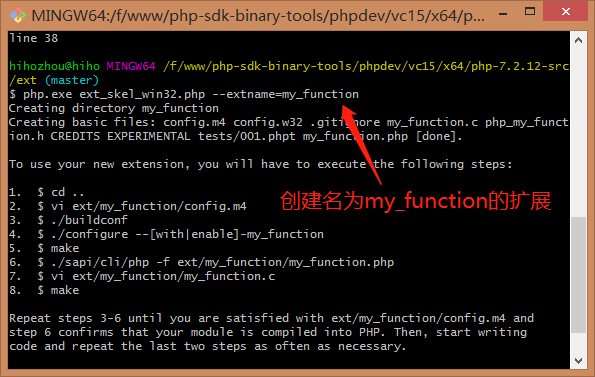 MINGW64:/f/www/php-sdk-binary-tools/phpdev/vc15/x64/p...
line 38
hihozhou@hiho MINGW64 /f/www/php-sdk-binary-tools/phpdev/vc15/x64/php-7.2.12-src
/ext (master)
$ php.exe ext_skel_win32.php --extname=my_function
Creating directory my_function
Creating basic files: config.m4 config.w32 .gitignore my_function.c php_my_funct
ion.h CREDITS EXPERIMENTAL tests/001.phpt my_function.php [done].
To use your new extension, you will have to execute the following steps:
1.  $ cd ..
2.  $ vi ext/my_function/config.m4
创建名为my_function的扩展
3.  $ ./buildconf
4.  $ ./configure --[with|enable]-my_function
5.  $ make
6.  $ ./sapi/cli/php -f ext/my_function/my_function.php
7.  $ vi ext/my_function/my_function.c
8.  $ make
Repeat steps 3-6 until you are satisfied with ext/my_function/config.m4 and
step 6 confirms that your module is compiled into PHP. Then, start writing
code and repeat the last two steps as often as necessary.